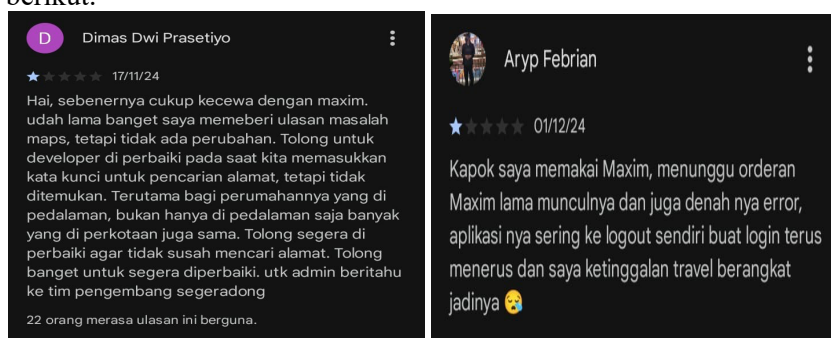 berikut:
D Dimas Dwi Prasetiyo
17/11/24
Hai, sebenernya cukup kecewa dengan maxim.
udah lama banget saya memeberi ulasan masalah
maps, tetapi tidak ada perubahan. Tolong untuk
developer di perbaiki pada saat kita memasukkan
kata kunci untuk pencarian alamat, tetapi tidak
ditemukan. Terutama bagi perumahannya yang di
pedalaman, bukan hanya di pedalaman saja banyak
yang di perkotaan juga sama. Tolong segera di
perbaiki agar tidak susah mencari alamat. Tolong
banget untuk segera diperbaiki. utk admin beritahu
ke tim pengembang segeradong
22 orang merasa ulasan ini berguna.
Aryp Febrian
01/12/24
Kapok saya memakai Maxim, menunggu orderan
Maxim lama munculnya dan juga denah nya error,
aplikasi nya sering ke logout sendiri buat login terus
menerus dan saya ketinggalan travel berangkat
jadinya 😪